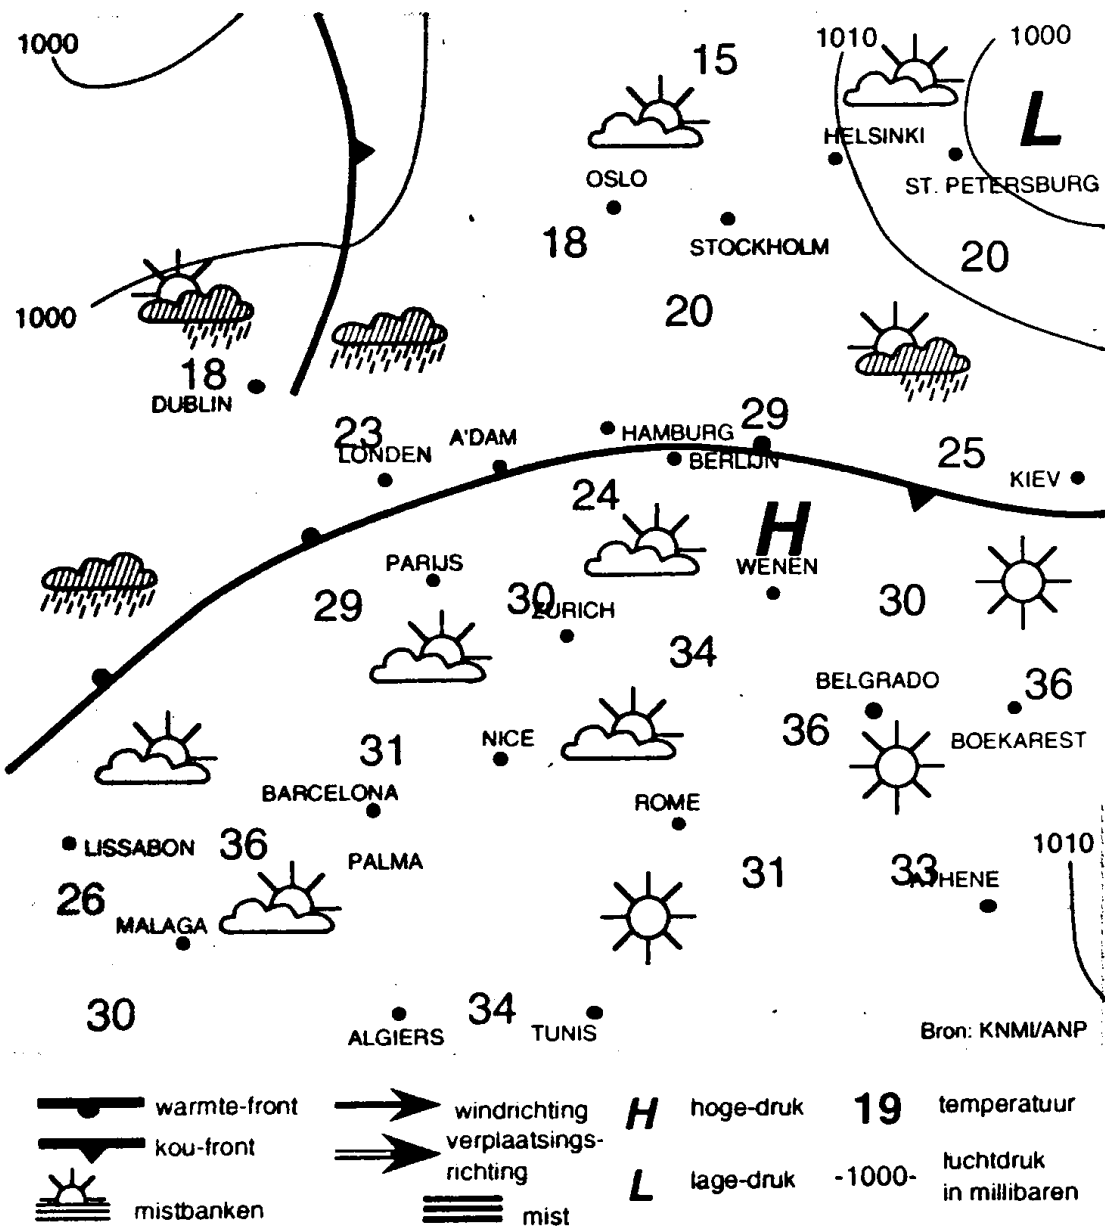 1000
15
1010
1000
L
HELSINKI
OSLO
ST. PETERSBURG
18
STOCKHOLM
20
20
1000
18
DUBLIN
23
LONDEN
A'DAM
HAMBURG
29
BERLIJN
25
KIEV
24
H
PARIJS
WENEN
29
30
ZURICH
30
34
BELGRADO
36
36
BOEKAREST
31
NICE
BARCELONA
ROME
LISSABON
36
PALMA
31
33
ATHENE
1010
26
MALAGA
30
ALGIERS
34
TUNIS
Bron: KNMI/ANP
warmte-front
windrichting
H hoge-druk
19 temperatuur
kou-front
verplaatsings-
richting
L lage-druk
-1000- luchtdruk
in millibaren
mistbanken
mist